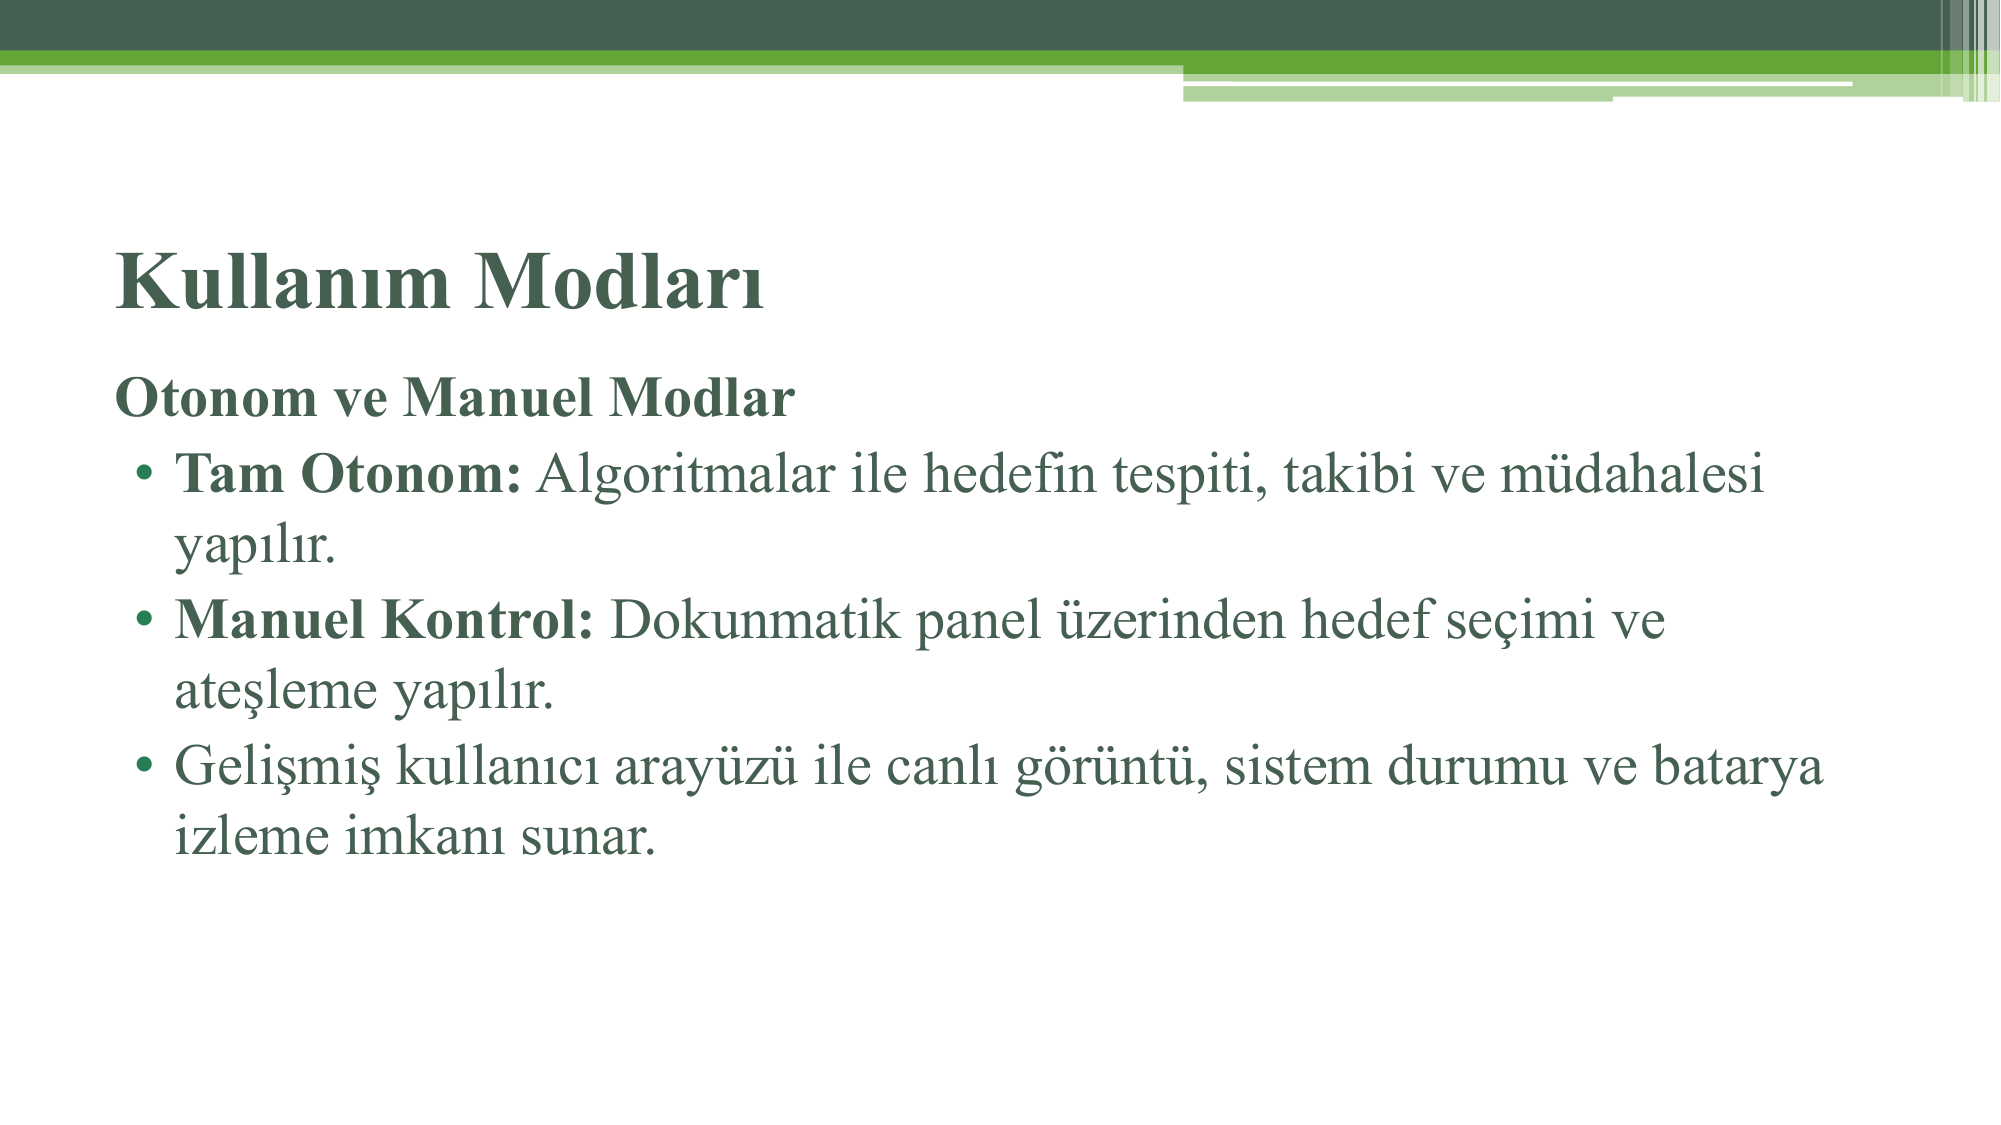 Kullanım Modları
Otonom ve Manuel Modlar
• Tam Otonom: Algoritmalar ile hedefin tespiti, takibi ve müdahalesi
yapılır.
• Manuel Kontrol: Dokunmatik panel üzerinden hedef seçimi ve
ateşleme yapılır.
• Gelişmiş kullanıcı arayüzü ile canlı görüntü, sistem durumu ve batarya
izleme imkanı sunar.